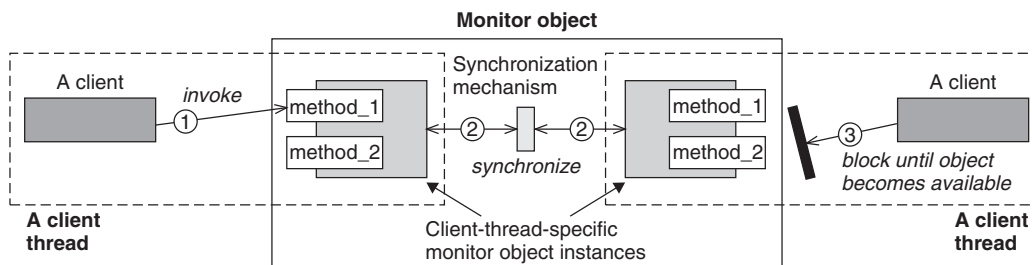 Monitor object
A client
invoke
1
method_1
method_2
A client
thread
Synchronization
mechanism
2
2
synchronize
Client-thread-specific
monitor object instances
method_1
method_2
A client
3
block until object
becomes available
A client
thread